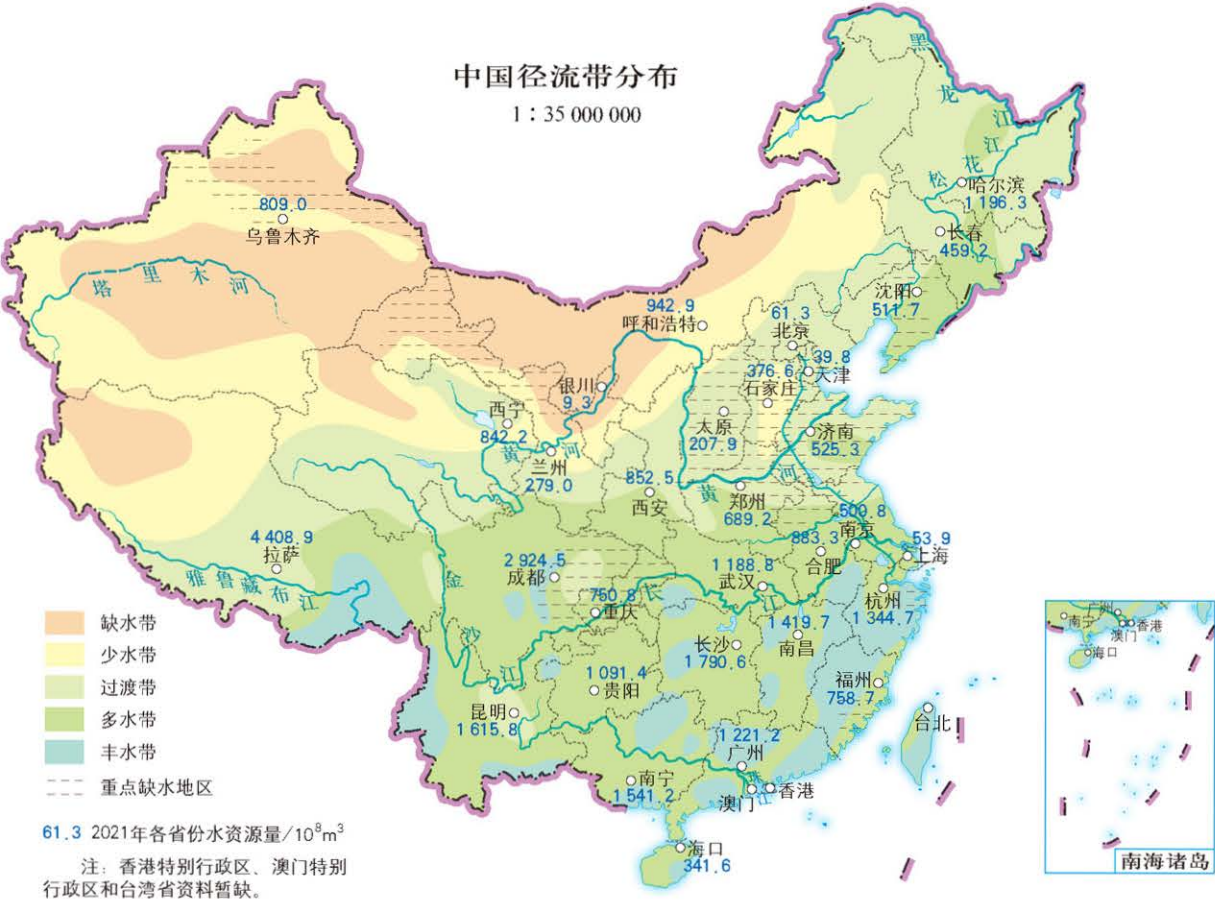 中国径流带分布
1：35 000 000
黑
龙
江
松
花
江
哈尔滨
1 196.3
809.0
乌鲁木齐
长春
459.2
塔 里 木 河
沈阳
511.7
942.9
呼和浩特
61.3
北京
39.8
天津
376.6
石家庄
银川
9.3
西宁
842.2
太原
207.9
济南
525.3
黄 河
兰州
279.0
852.5
西安
黄 河
郑州
689.2
500.8
南京
883.3
合肥
53.9
上海
4 408.9
拉萨
2 924.5
成都
1 188.8
武汉
雅鲁藏布江
金
沙
江
750.8
重庆
长
江
杭州
1 344.7
1 419.7
南昌
长沙
1 790.6
1 091.4
贵阳
福州
758.7
昆明
1 615.8
1 221.2
广州
台北
南宁
1 541.2
珠
江
澳门
香港
海口
341.6
缺水带
少水带
过渡带
多水带
丰水带
重点缺水地区
61.3 2021年各省份水资源量/10⁸m³
注：香港特别行政区、澳门特别
行政区和台湾省资料暂缺。
广州
南宁
香港
澳门
海口
南海诸岛